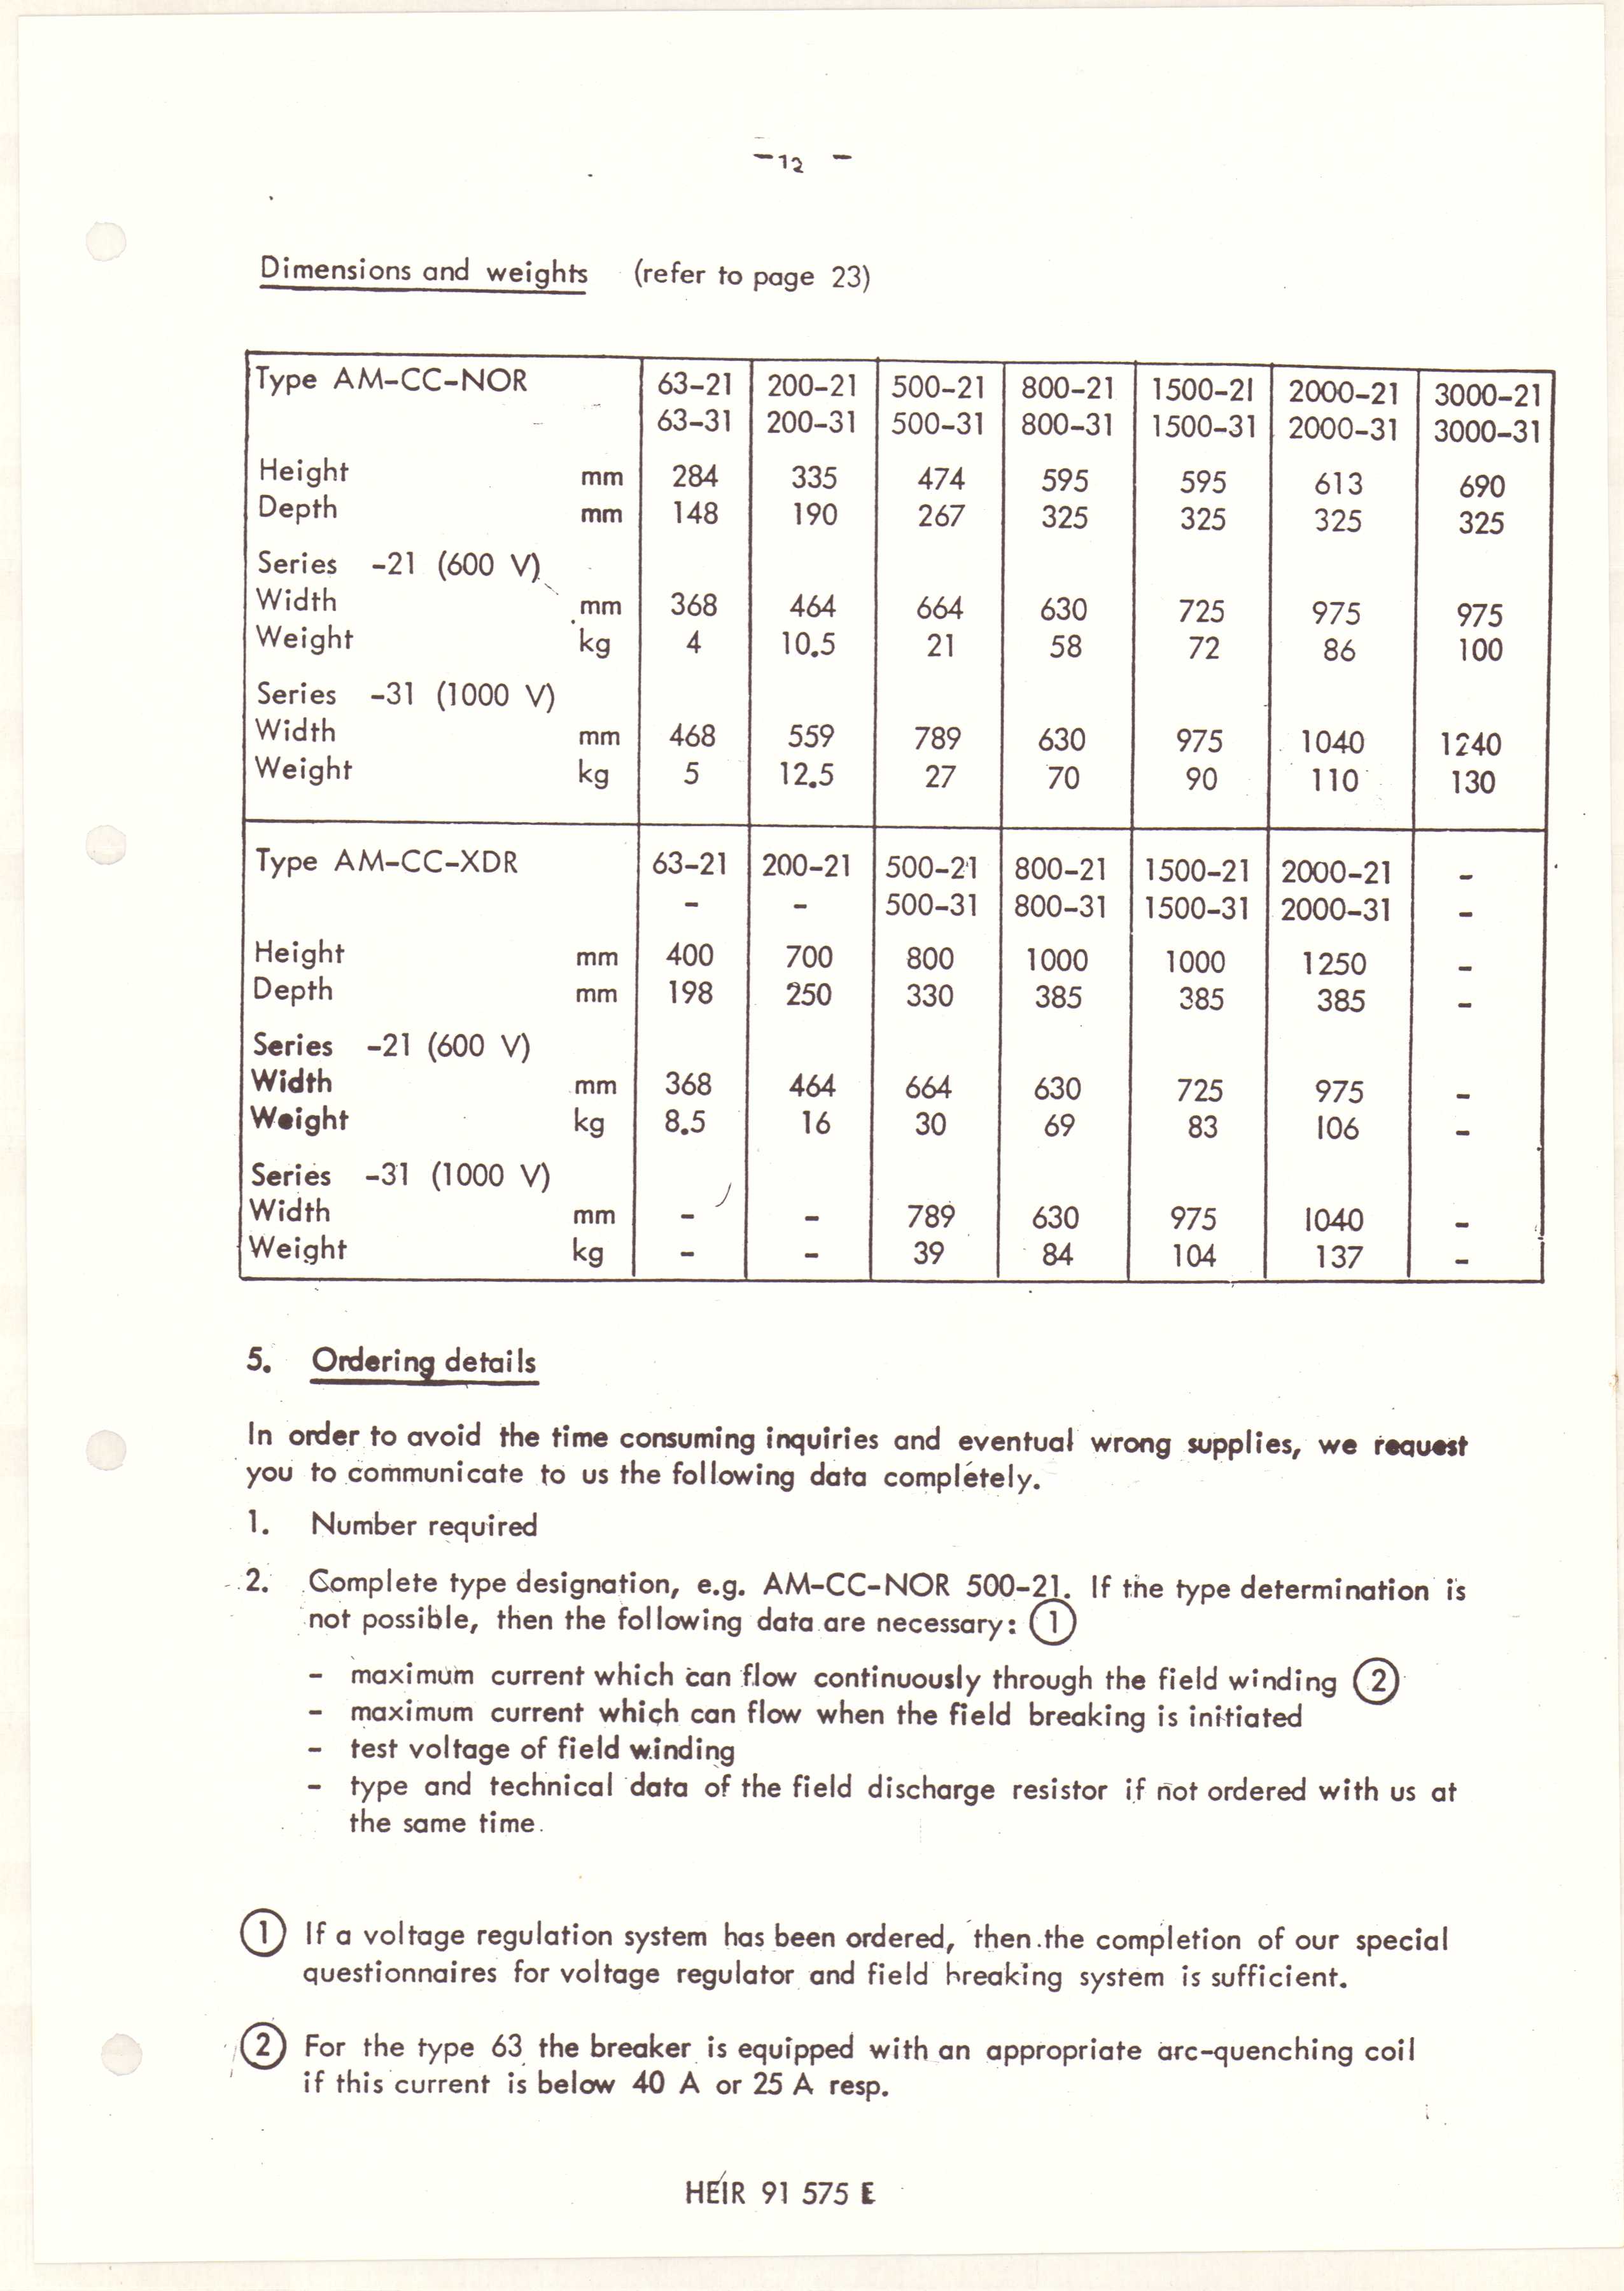 -12 -
Dimensions and weights (refer to page 23)
Type AM-CC-NOR 63-21 200-21 500-21 800-21 1500-21 2000-21 3000-21
63-31 200-31 500-31 800-31 1500-31 2000-31 3000-31
Height mm 284 335 474 595 595 613 690
Depth mm 148 190 267 325 325 325 325
Series -21 (600 V)
Width mm 368 464 664 630 725 975 975
Weight kg 4 10.5 21 58 72 86 100
Series -31 (1000 V)
Width mm 468 559 789 630 975 1040 1240
Weight kg 5 12.5 27 70 90 110 130
Type AM-CC-XDR 63-21 200-21 500-21 800-21 1500-21 2000-21 -
- - 500-31 800-31 1500-31 2000-31 -
Height mm 400 700 800 1000 1000 1250 -
Depth mm 198 250 330 385 385 385 -
Series -21 (600 V)
Width mm 368 464 664 630 725 975 -
Weight kg 8.5 16 30 69 83 106 -
Series -31 (1000 V)
Width mm - - 789 630 975 1040 -
Weight kg - - 39 84 104 137 -
5. Ordering details
In order to avoid the time consuming inquiries and eventual wrong supplies, we request
you to communicate to us the following data completely.
1. Number required
2. Complete type designation, e.g. AM-CC-NOR 500-21. If the type determination is
not possible, then the following data are necessary: ①
- maximum current which can flow continuously through the field winding ②
- maximum current which can flow when the field breaking is initiated
- test voltage of field winding
- type and technical data of the field discharge resistor if not ordered with us at
the same time.
① If a voltage regulation system has been ordered, then the completion of our special
questionnaires for voltage regulator and field breaking system is sufficient.
② For the type 63 the breaker is equipped with an appropriate arc-quenching coil
if this current is below 40 A or 25 A resp.
HEIR 91 575 E